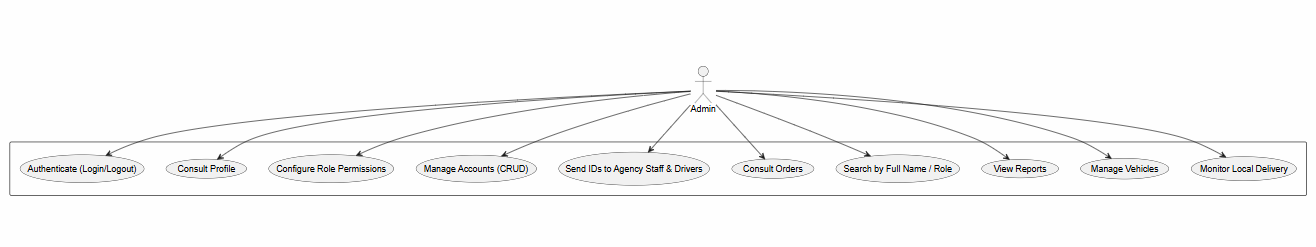 Admin
Authenticate (Login/Logout)
Consult Profile
Configure Role Permissions
Manage Accounts (CRUD)
Send IDs to Agency Staff & Drivers
Consult Orders
Search by Full Name / Role
View Reports
Manage Vehicles
Monitor Local Delivery